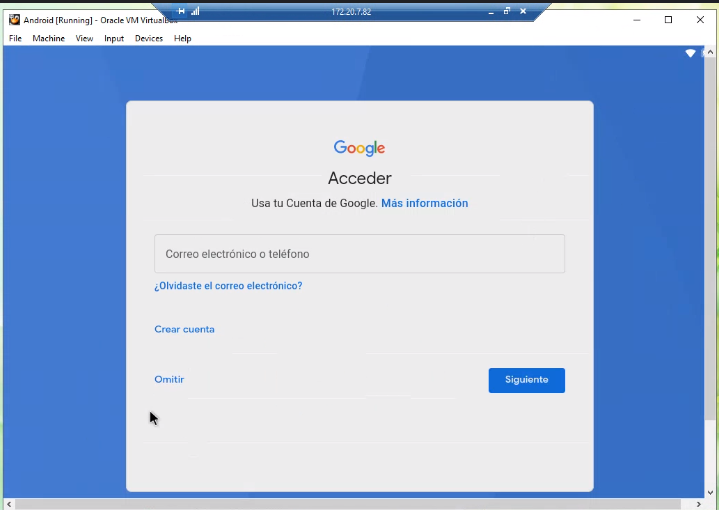 172.20.7.82
Android [Running] - Oracle VM VirtualBox
File Machine View Input Devices Help
Google
Acceder
Usa tu Cuenta de Google. Más información
Correo electrónico o teléfono
¿Olvidaste el correo electrónico?
Crear cuenta
Omitir
Siguiente